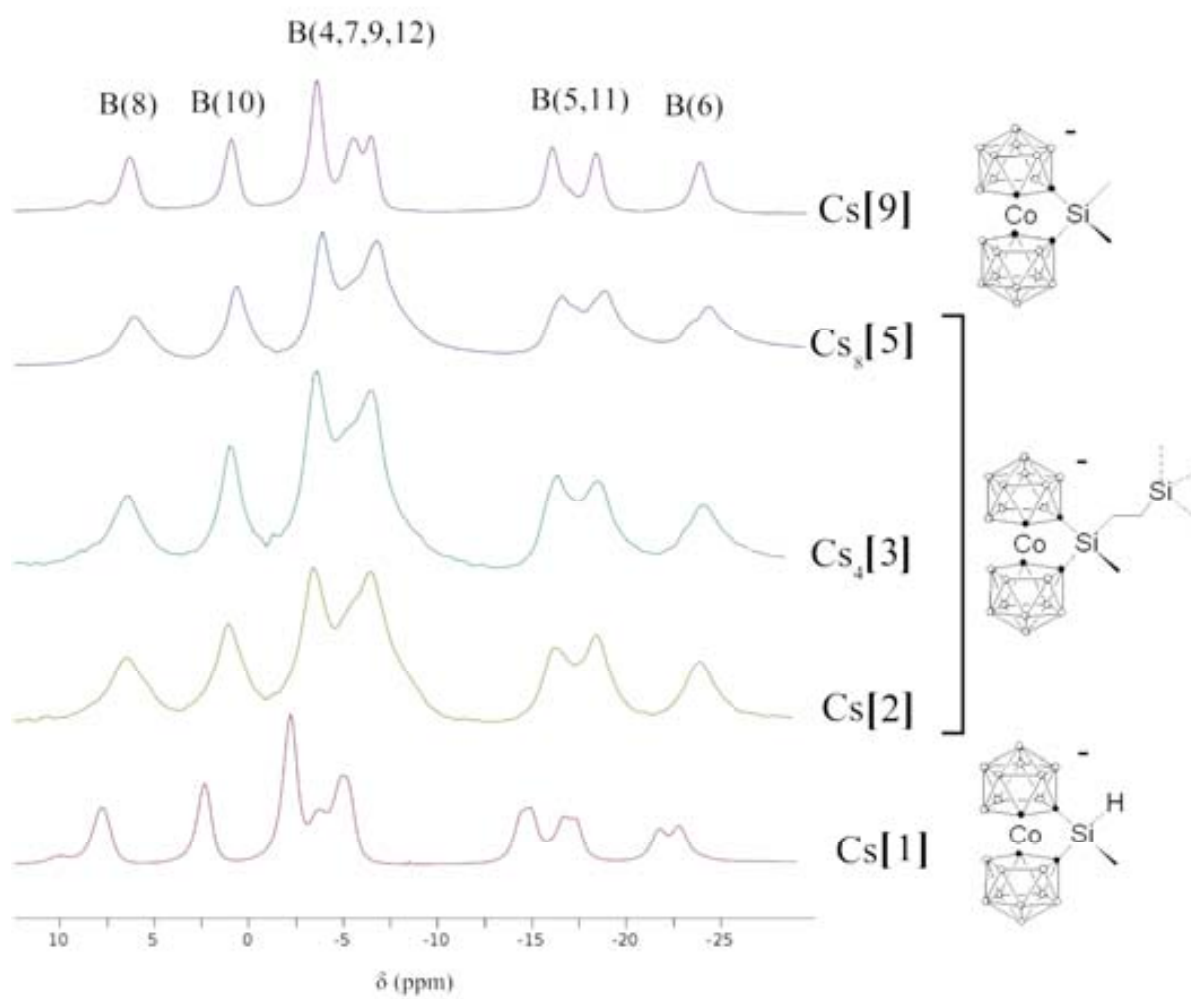 B(4,7,9,12)
B(8) B(10) B(5,11) B(6)
-
Cs[9]
Co Si
Cs8[5]
-
Si
Co Si
Cs4[3]
Cs[2]
-
H
Co Si
Cs[1]
10 5 0 -5 -10 -15 -20 -25
δ (ppm)